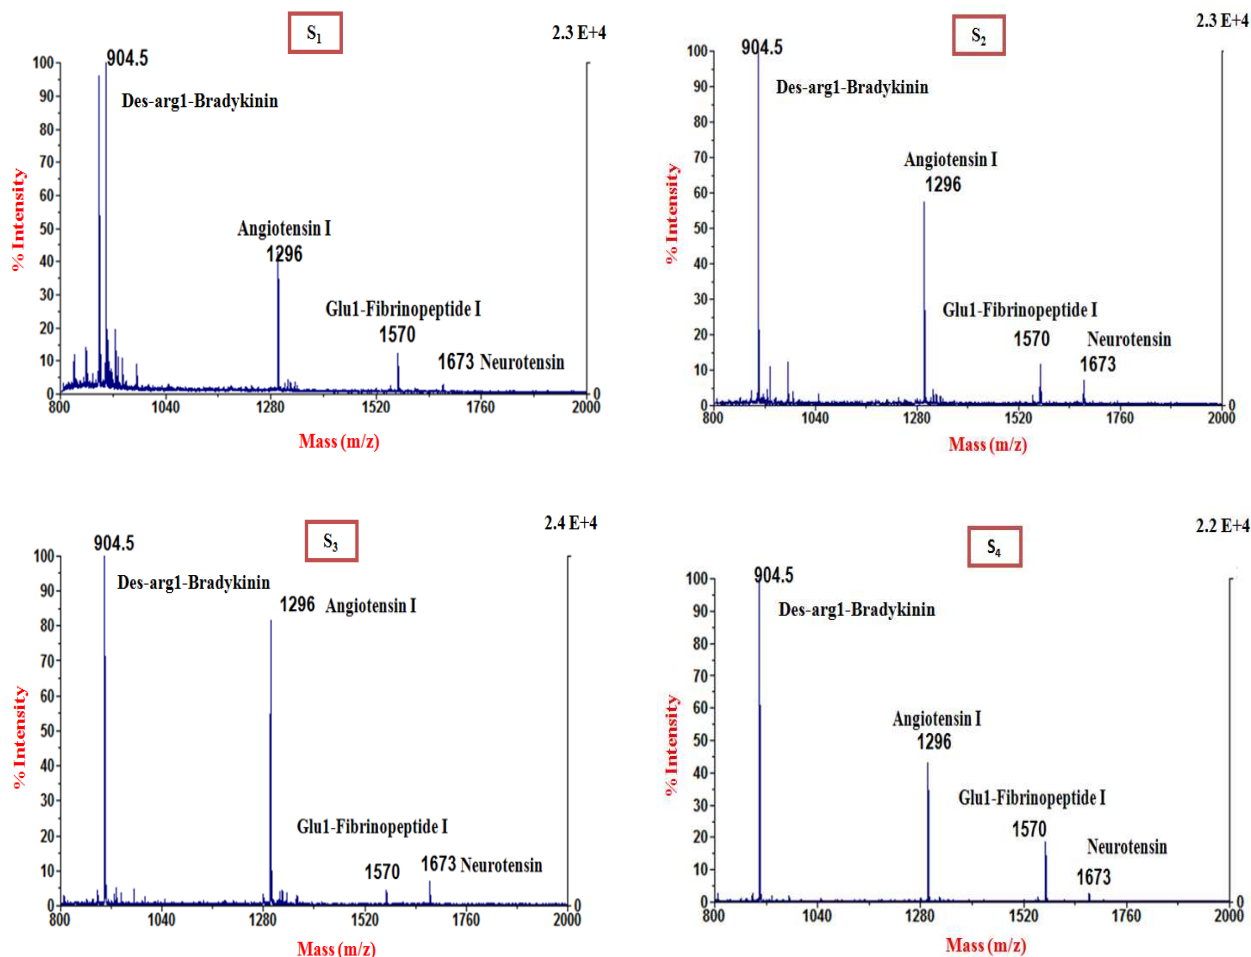 S1
2.3 E+4
904.5
Des-arg1-Bradykinin
Angiotensin I
1296
Glu1-Fibrinopeptide I
1570
1673 Neurotensin
% Intensity
100
90
80
70
60
50
40
30
20
10
0
0
800 1040 1280 1520 1760 2000
Mass (m/z)
S2
2.3 E+4
904.5
Des-arg1-Bradykinin
Angiotensin I
1296
Glu1-Fibrinopeptide I
1570
Neurotensin
1673
% Intensity
100
90
80
70
60
50
40
30
20
10
0
0
800 1040 1280 1520 1760 2000
Mass (m/z)
S3
2.4 E+4
904.5
Des-arg1-Bradykinin
1296 Angiotensin I
Glu1-Fibrinopeptide I
1570
1673 Neurotensin
% Intensity
100
90
80
70
60
50
40
30
20
10
0
0
800 1040 1280 1520 1760 2000
Mass (m/z)
S4
2.2 E+4
904.5
Des-arg1-Bradykinin
Angiotensin I
1296
Glu1-Fibrinopeptide I
1570
Neurotensin
1673
% Intensity
100
90
80
70
60
50
40
30
20
10
0
0
800 1040 1280 1520 1760 2000
Mass (m/z)